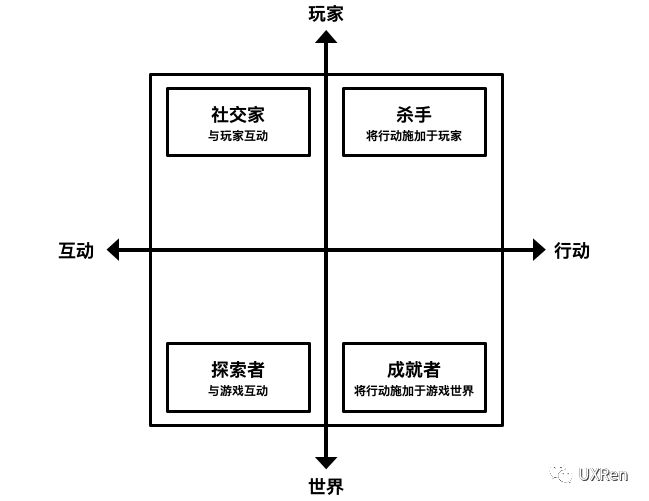 玩家
社交家
与玩家互动
杀手
将行动施加于玩家
互动
行动
探索者
与游戏互动
成就者
将行动施加于游戏世界
世界
UXRen